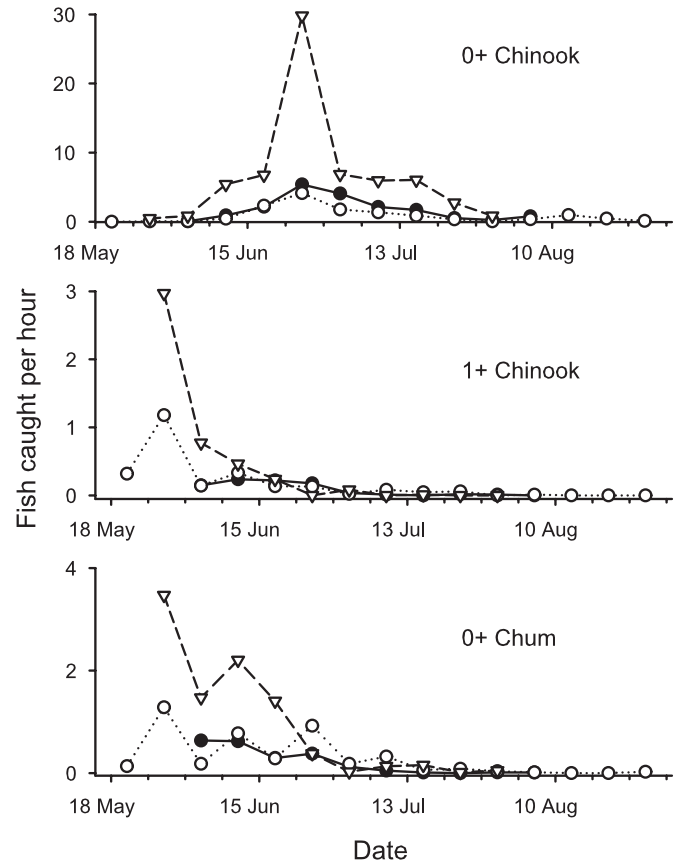 30
20
10
0
0+ Chinook
18 May 15 Jun 13 Jul 10 Aug
3
2
1
0
1+ Chinook
18 May 15 Jun 13 Jul 10 Aug
Fish caught per hour
4
2
0
0+ Chum
18 May 15 Jun 13 Jul 10 Aug
Date